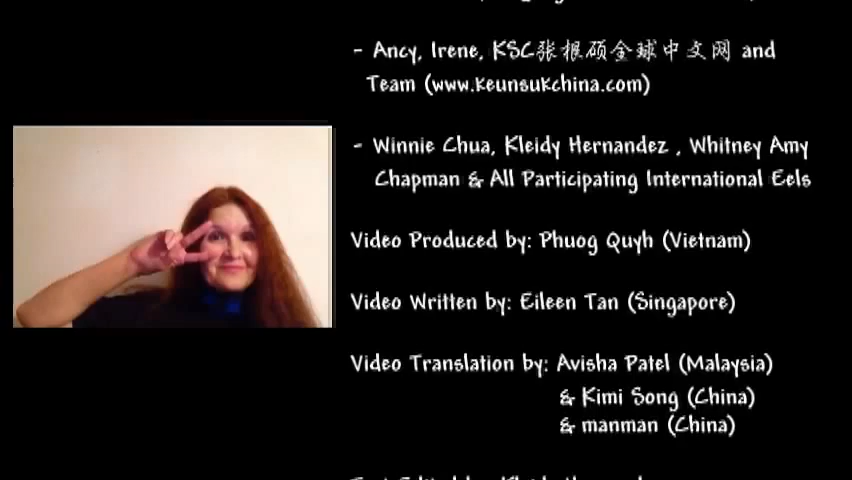 - Ancy, Irene, KSC张根硕全球中文网 and
Team (www.keunsukchina.com)
- Winnie Chua, Kleidy Hernandez , Whitney Amy
Chapman & All Participating International Eels
Video Produced by: Phuog Quyh (Vietnam)
Video Written by: Eileen Tan (Singapore)
Video Translation by: Avisha Patel (Malaysia)
& Kimi Song (China)
& manman (China)